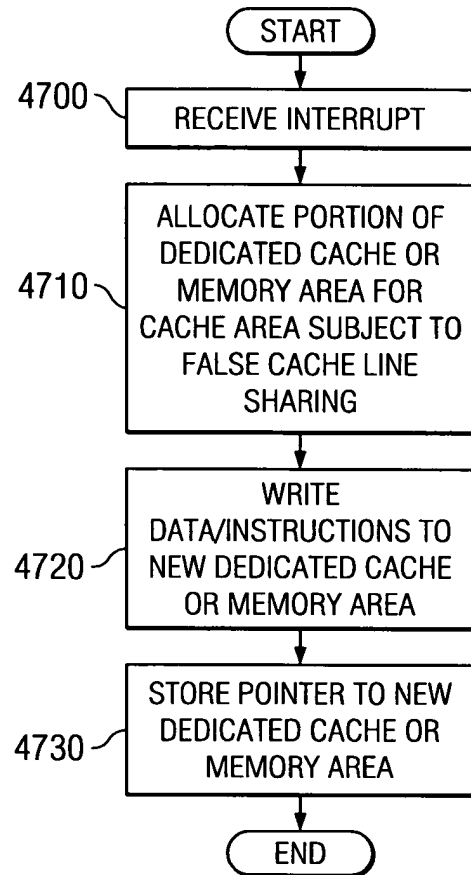 START
4700
RECEIVE INTERRUPT
4710
ALLOCATE PORTION OF
DEDICATED CACHE OR
MEMORY AREA FOR
CACHE AREA SUBJECT TO
FALSE CACHE LINE
SHARING
4720
WRITE
DATA/INSTRUCTIONS TO
NEW DEDICATED CACHE
OR MEMORY AREA
4730
STORE POINTER TO NEW
DEDICATED CACHE OR
MEMORY AREA
END